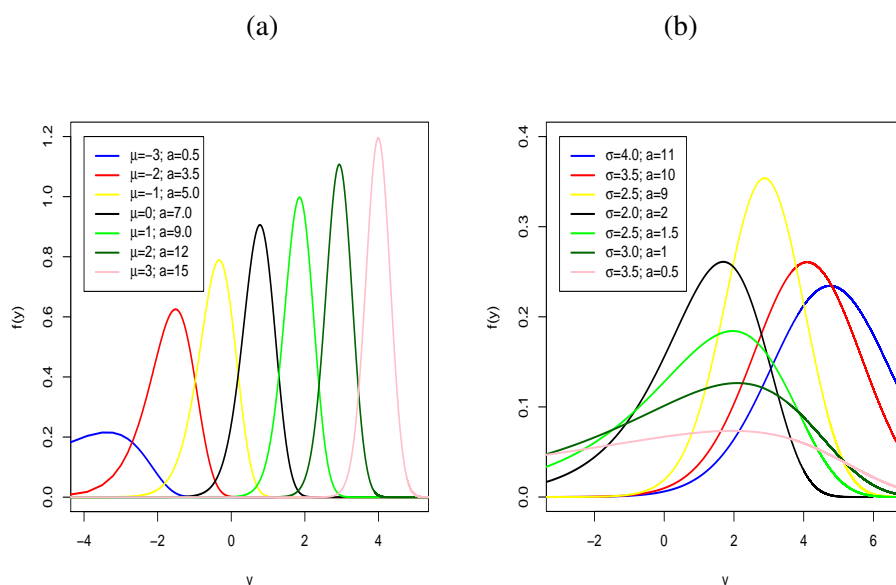 (a)
(b)
f(y)
1.2
1.0
0.8
0.6
0.4
0.2
0.0
μ=−3; a=0.5
μ=−2; a=3.5
μ=−1; a=5.0
μ=0; a=7.0
μ=1; a=9.0
μ=2; a=12
μ=3; a=15
−4 −2 0 2 4
f(y)
0.4
0.3
0.2
0.1
0.0
σ=4.0; a=11
σ=3.5; a=10
σ=2.5; a=9
σ=2.0; a=2
σ=2.5; a=1.5
σ=3.0; a=1
σ=3.5; a=0.5
−2 0 2 4 6